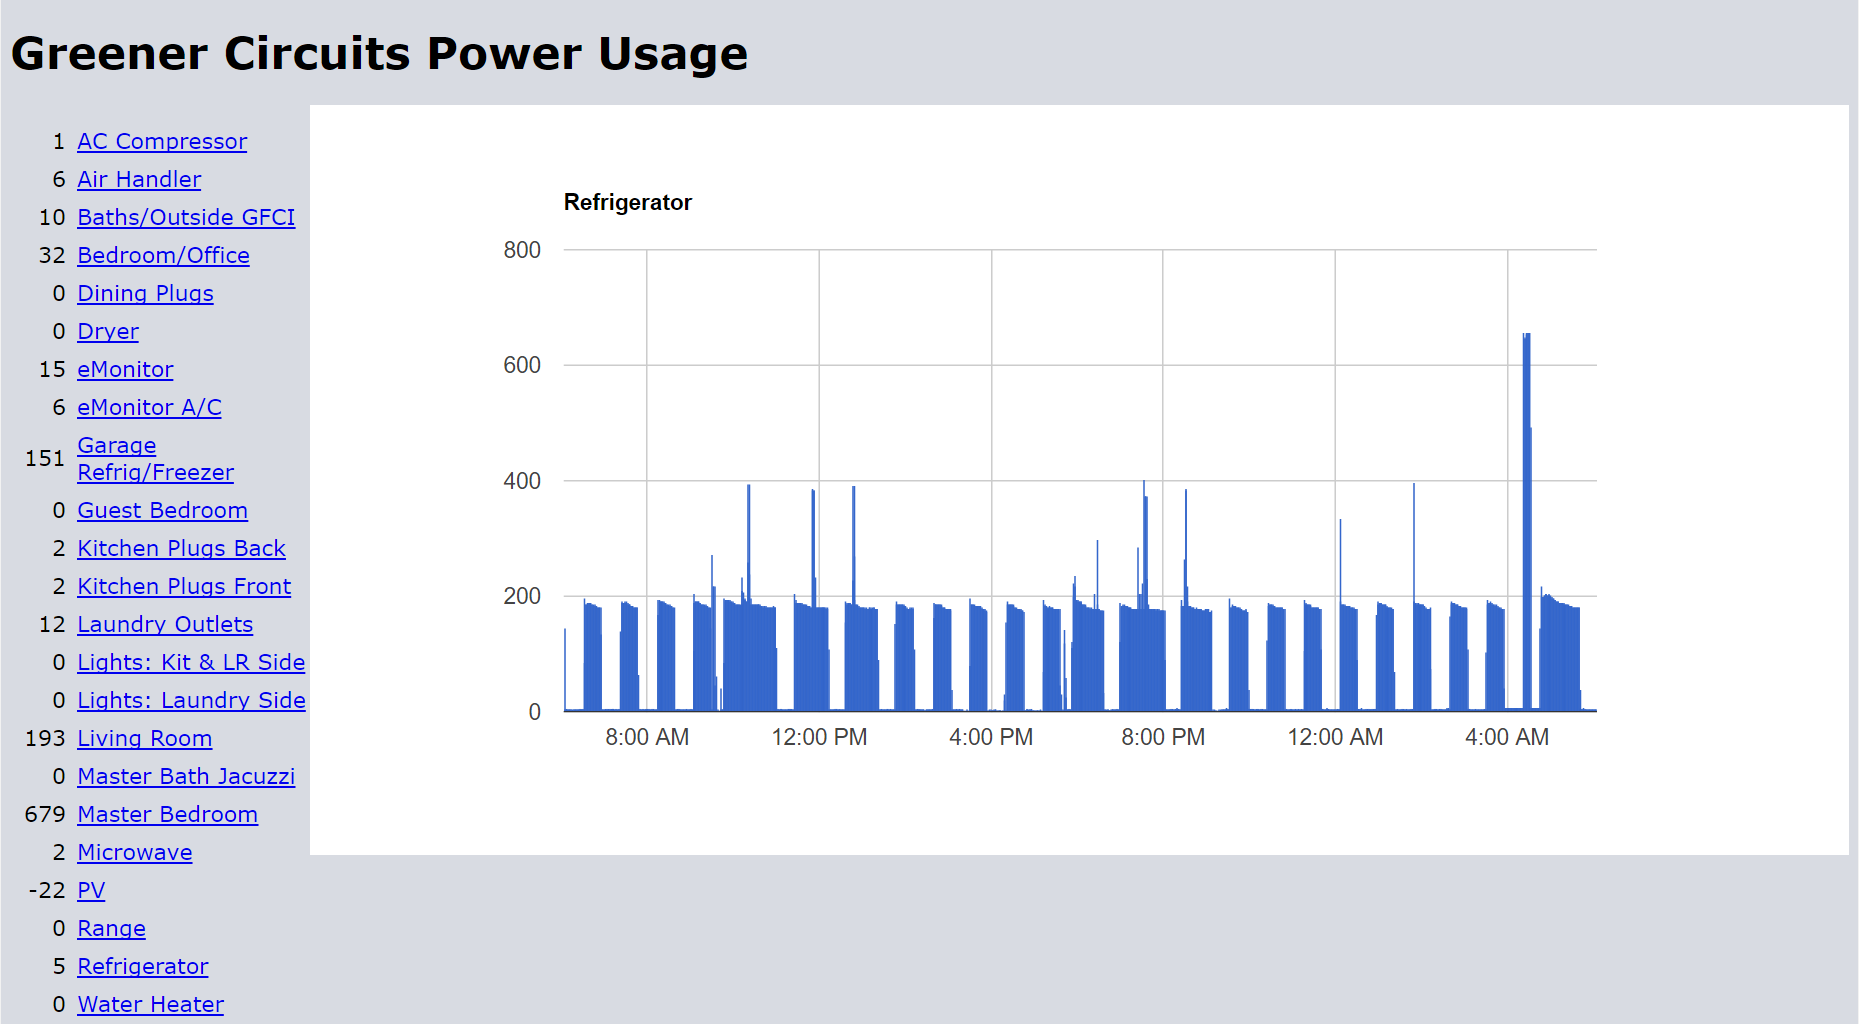 Greener Circuits Power Usage
1 AC Compressor
6 Air Handler
10 Baths/Outside GFCI
32 Bedroom/Office
0 Dining Plugs
0 Dryer
15 eMonitor
6 eMonitor A/C
151 Garage
Refrig/Freezer
0 Guest Bedroom
2 Kitchen Plugs Back
2 Kitchen Plugs Front
12 Laundry Outlets
0 Lights: Kit & LR Side
0 Lights: Laundry Side
193 Living Room
0 Master Bath Jacuzzi
679 Master Bedroom
2 Microwave
-22 PV
0 Range
5 Refrigerator
0 Water Heater
Refrigerator
800
600
400
200
0
8:00 AM 12:00 PM 4:00 PM 8:00 PM 12:00 AM 4:00 AM